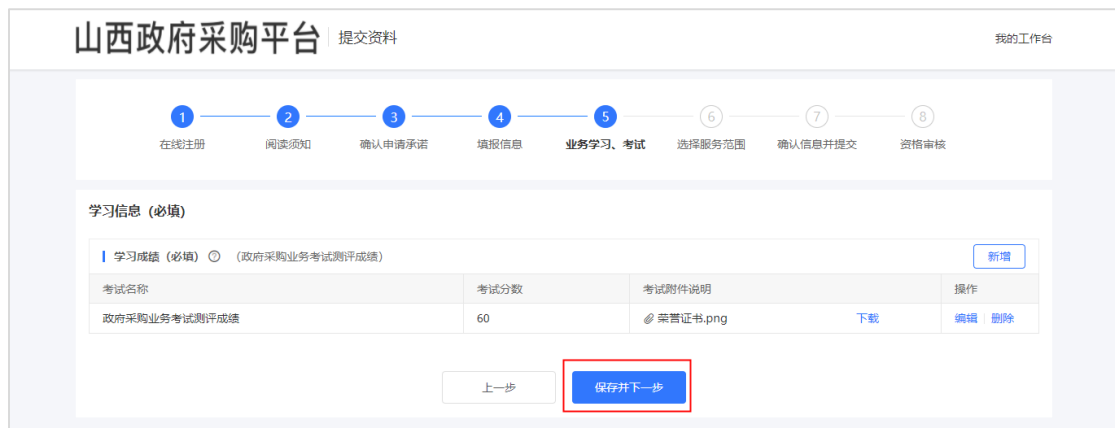 山西政府采购平台 提交资料 我的工作台
1 2 3 4 5 6 7 8
在线注册 阅读须知 确认申请承诺 填报信息 业务学习、考试 选择服务范围 确认信息并提交 资格审核
学习信息（必填）
学习成绩（必填） ? （政府采购业务考试测评成绩） 新增
考试名称 考试分数 考试附件说明 操作
政府采购业务考试测评成绩 60 荣誉证书.png 下载 编辑 删除
上一步 保存并下一步